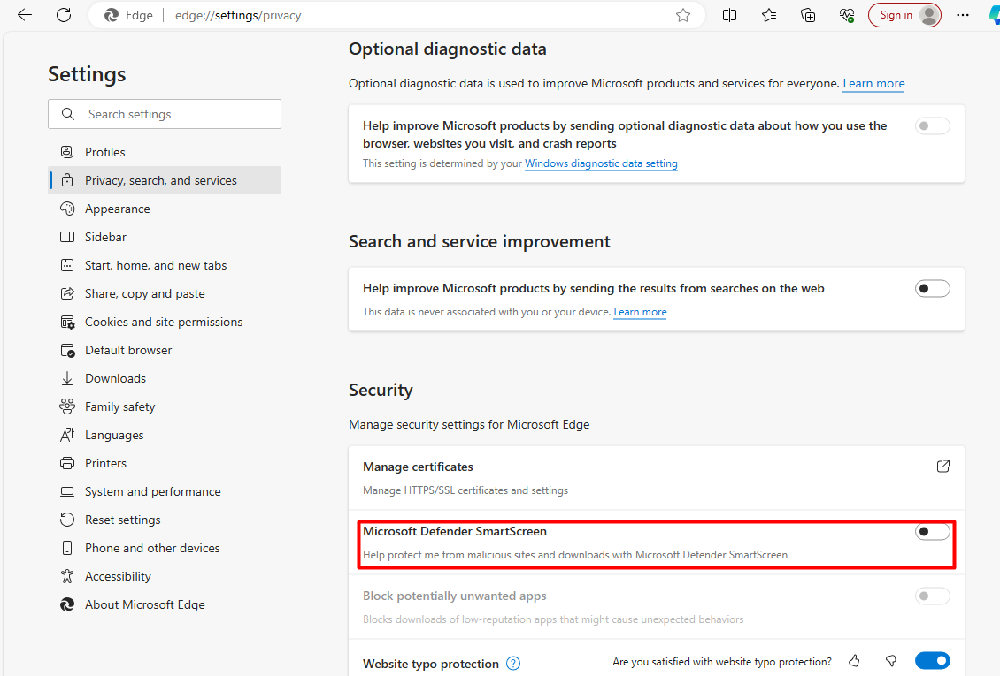 Edge
edge://settings/privacy
Sign in
Settings
Search settings
Profiles
Privacy, search, and services
Appearance
Sidebar
Start, home, and new tabs
Share, copy and paste
Cookies and site permissions
Default browser
Downloads
Family safety
Languages
Printers
System and performance
Reset settings
Phone and other devices
Accessibility
About Microsoft Edge
Optional diagnostic data
Optional diagnostic data is used to improve Microsoft products and services for everyone. Learn more
Help improve Microsoft products by sending optional diagnostic data about how you use the
browser, websites you visit, and crash reports
This setting is determined by your Windows diagnostic data setting
Search and service improvement
Help improve Microsoft products by sending the results from searches on the web
This data is never associated with you or your device. Learn more
Security
Manage security settings for Microsoft Edge
Manage certificates
Manage HTTPS/SSL certificates and settings
Microsoft Defender SmartScreen
Help protect me from malicious sites and downloads with Microsoft Defender SmartScreen
Block potentially unwanted apps
Blocks downloads of low-reputation apps that might cause unexpected behaviors
Website typo protection ? Are you satisfied with website typo protection?